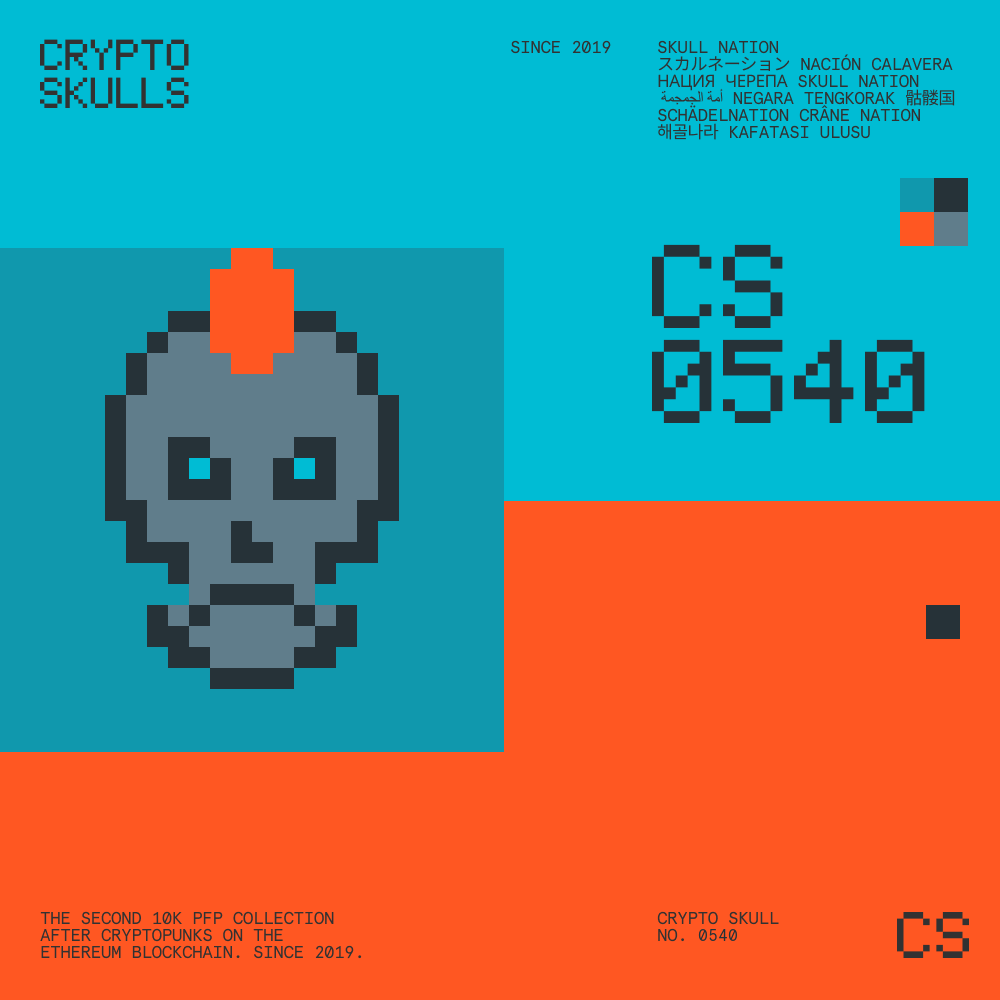 CRYPTO
SKULLS
SINCE 2019
SKULL NATION
スカルネーション NACIÓN CALAVERA
НАЦИЯ ЧЕРЕПА SKULL NATION
أمة الجمجمة NEGARA TENGKORAK 骷髅国
SCHÄDELNATION CRÂNE NATION
해골나라 KAFATASI ULUSU
CS
0540
THE SECOND 10K PFP COLLECTION
AFTER CRYPTOPUNKS ON THE
ETHEREUM BLOCKCHAIN. SINCE 2019.
CRYPTO SKULL
NO. 0540
CS